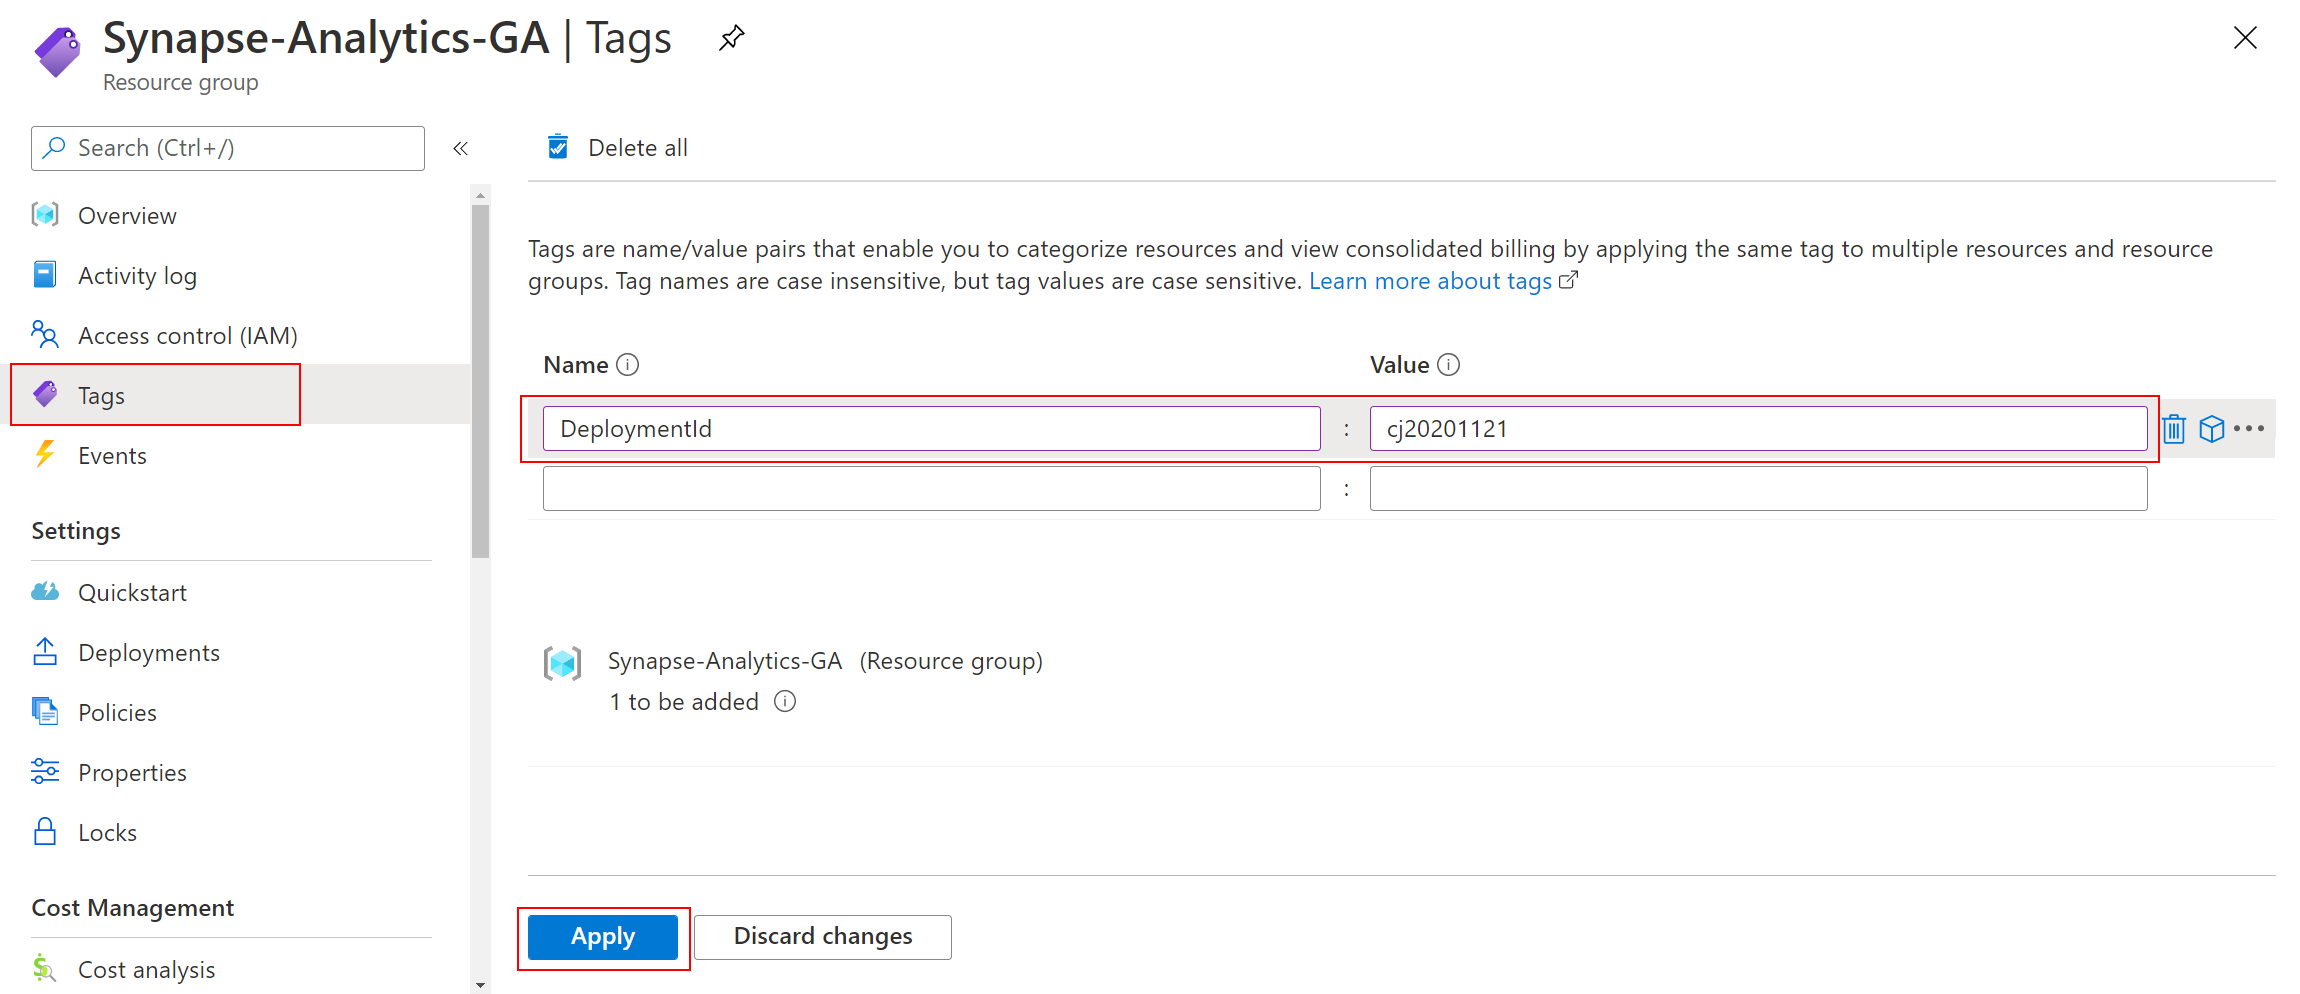 Synapse-Analytics-GA | Tags
Resource group
Search (Ctrl+/)
«
Overview
Activity log
Access control (IAM)
Tags
Events
Settings
Quickstart
Deployments
Policies
Properties
Locks
Cost Management
Cost analysis
Delete all
Tags are name/value pairs that enable you to categorize resources and view consolidated billing by applying the same tag to multiple resources and resource
groups. Tag names are case insensitive, but tag values are case sensitive. Learn more about tags
Name Value
DeploymentId : cj20201121
:
Synapse-Analytics-GA (Resource group)
1 to be added
Apply Discard changes